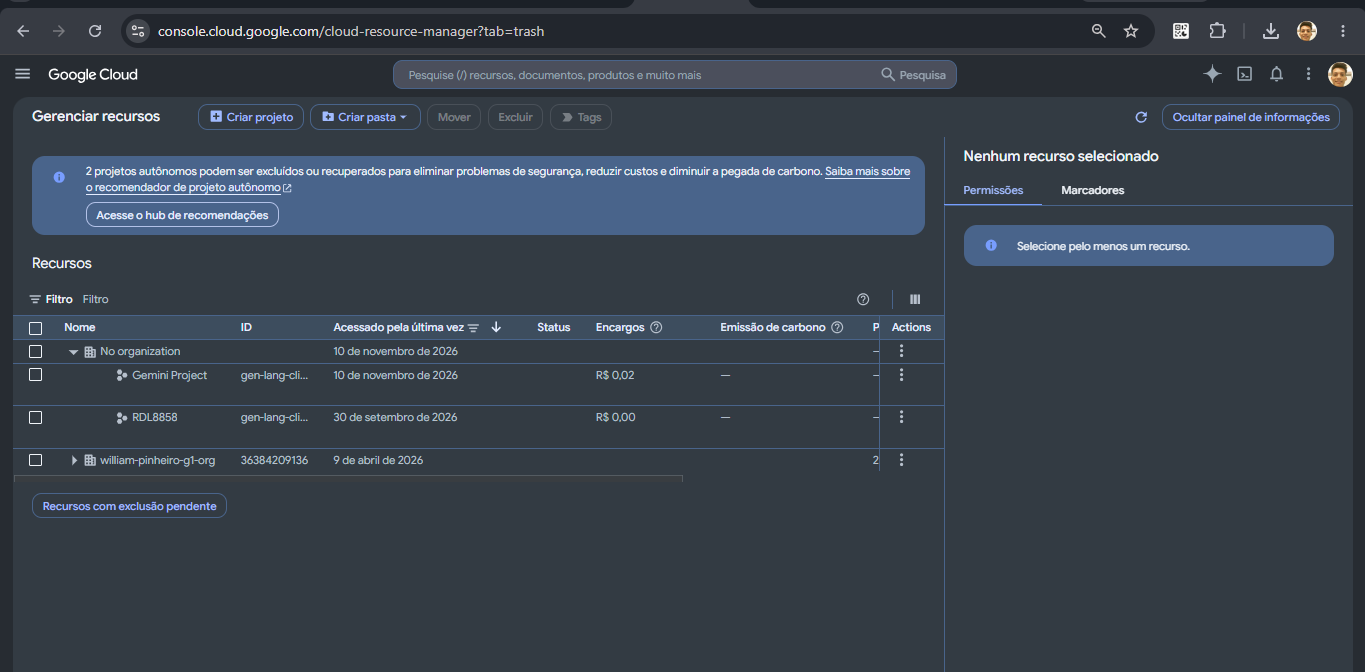 console.cloud.google.com/cloud-resource-manager?tab=trash
Google Cloud
Pesquise (/) recursos, documentos, produtos e muito mais
Pesquisa
Gerenciar recursos
Criar projeto
Criar pasta
Mover
Excluir
Tags
Ocultar painel de informações
2 projetos autônomos podem ser excluídos ou recuperados para eliminar problemas de segurança, reduzir custos e diminuir a pegada de carbono. Saiba mais sobre
o recomendador de projeto autônomo
Acesse o hub de recomendações
Recursos
Filtro Filtro
Nome ID Acessado pela última vez Status Encargos Emissão de carbono P Actions
No organization 10 de novembro de 2026 –
Gemini Project gen-lang-cli... 10 de novembro de 2026 R$ 0,02 — –
RDL8858 gen-lang-cli... 30 de setembro de 2026 R$ 0,00 — –
william-pinheiro-g1-org 36384209136 9 de abril de 2026 2
Recursos com exclusão pendente
Nenhum recurso selecionado
Permissões Marcadores
Selecione pelo menos um recurso.